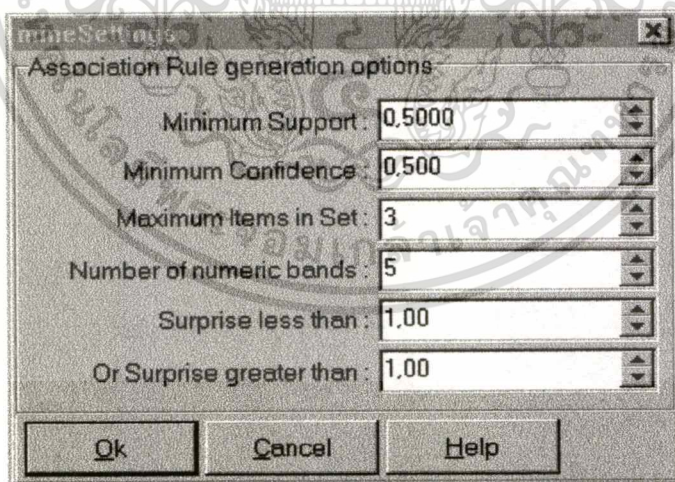 mineSettings
Association Rule generation options
Minimum Support : 0.5000
Minimum Confidence : 0.500
Maximum Items in Set : 3
Number of numeric bands : 5
Surprise less than : 1.00
Or Surprise greater than : 1.00
Ok Cancel Help